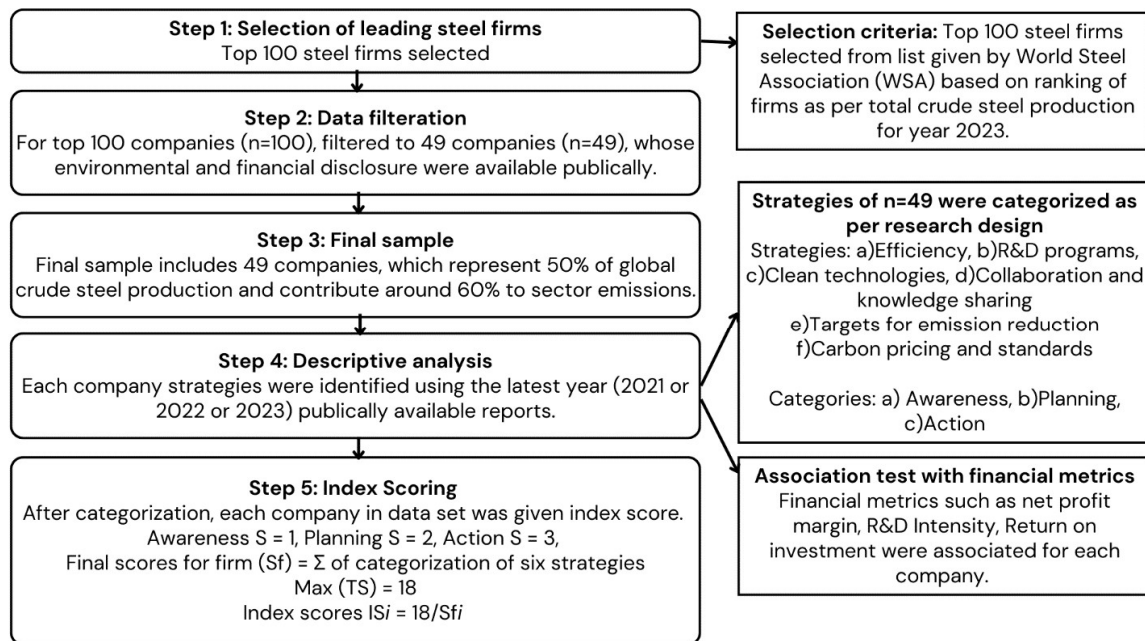 Step 1: Selection of leading steel firms
Top 100 steel firms selected
Selection criteria: Top 100 steel firms
selected from list given by World Steel
Association (WSA) based on ranking of
firms as per total crude steel production
for year 2023.
Step 2: Data filteration
For top 100 companies (n=100), filtered to 49 companies (n=49), whose
environmental and financial disclosure were available publically.
Step 3: Final sample
Final sample includes 49 companies, which represent 50% of global
crude steel production and contribute around 60% to sector emissions.
Step 4: Descriptive analysis
Each company strategies were identified using the latest year (2021 or
2022 or 2023) publically available reports.
Strategies of n=49 were categorized as
per research design
Strategies: a)Efficiency, b)R&D programs,
c)Clean technologies, d)Collaboration and
knowledge sharing
e)Targets for emission reduction
f)Carbon pricing and standards
Categories: a) Awareness, b)Planning,
c)Action
Association test with financial metrics
Financial metrics such as net profit
margin, R&D Intensity, Return on
investment were associated for each
company.
Step 5: Index Scoring
After categorization, each company in data set was given index score.
Awareness S = 1, Planning S = 2, Action S = 3,
Final scores for firm (Sf) = Σ of categorization of six strategies
Max (TS) = 18
Index scores ISi = 18/Sfi